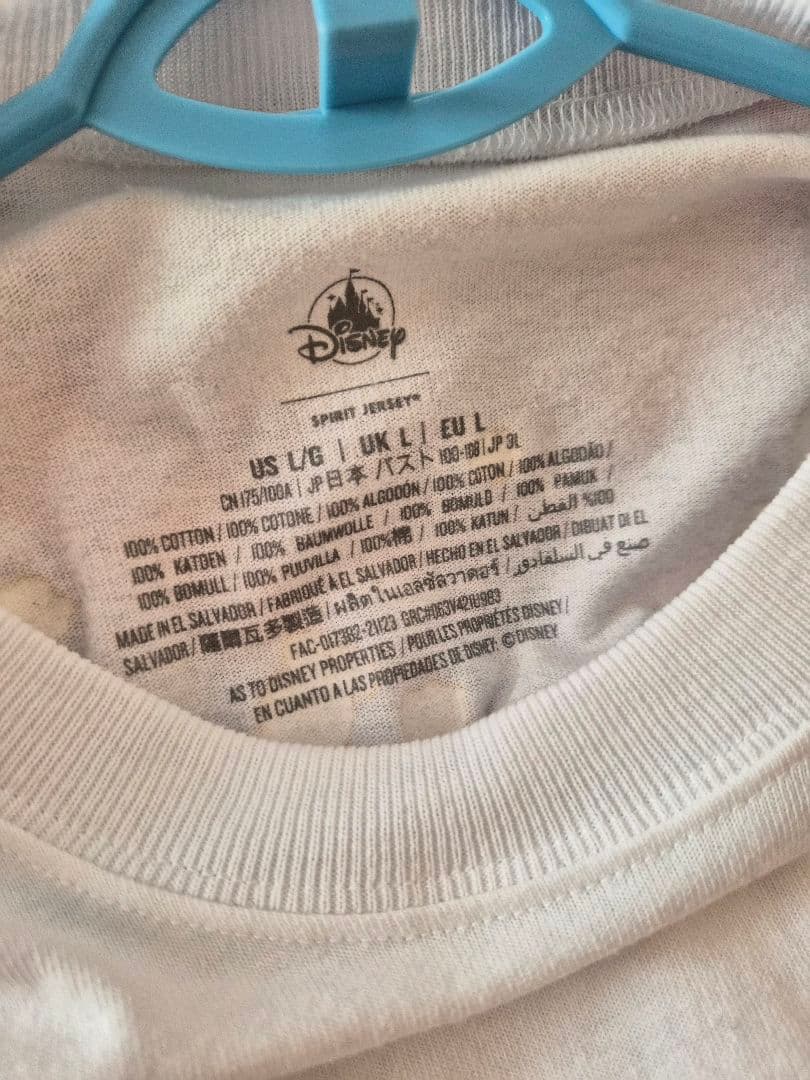 Disney
SPIRIT JERSEY®
US L/G | UK L | EU L
CN 175/100A | JP 日本 バスト 100-108 | JP 3L
100% COTTON / 100% COTONE / 100% ALGODÓN / 100% COTON / 100% ALGODÃO /
100% KATOEN / 100% BAUMWOLLE / 100% BOMULD / 100% PAMUK /
100% BOMULL / 100% PUUVILLA / 100%棉 / 100% KATUN / 100% القطن
MADE IN EL SALVADOR / FABRIQUÉ À EL SALVADOR / HECHO EN EL SALVADOR / DIBUAT DI EL
SALVADOR / 薩爾瓦多製造 / ผลิตในเอลซัลวาดอร์ / صنع في السلفادور
FAC-017382-21123 GRC#063V4210983
AS TO DISNEY PROPERTIES / POUR LES PROPRIÉTÉS DISNEY /
EN CUANTO A LAS PROPIEDADES DE DISNEY: ©DISNEY